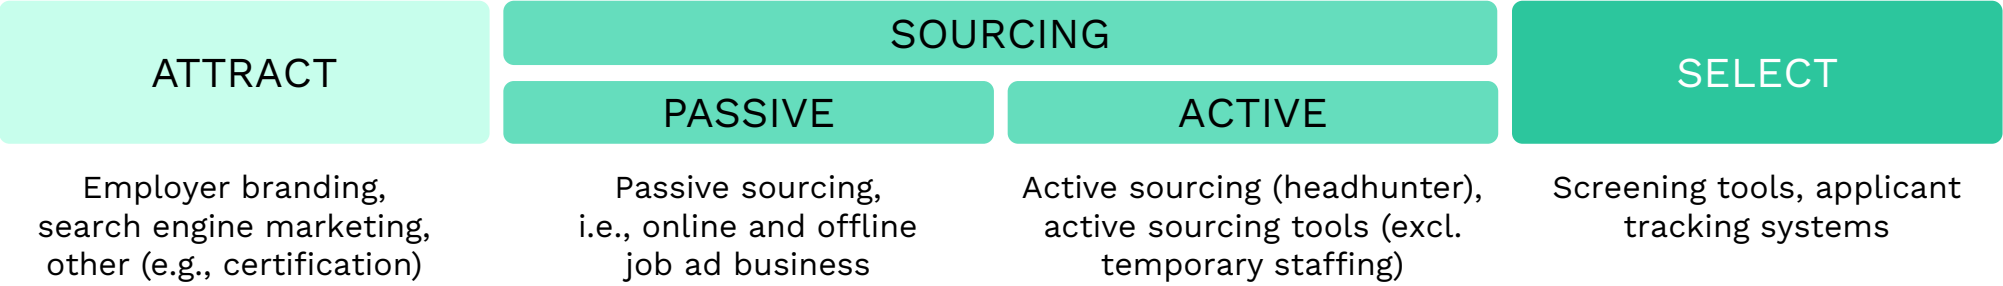 ATTRACT
SOURCING
PASSIVE
ACTIVE
SELECT
Employer branding,
search engine marketing,
other (e.g., certification)
Passive sourcing,
i.e., online and offline
job ad business
Active sourcing (headhunter),
active sourcing tools (excl.
temporary staffing)
Screening tools, applicant
tracking systems